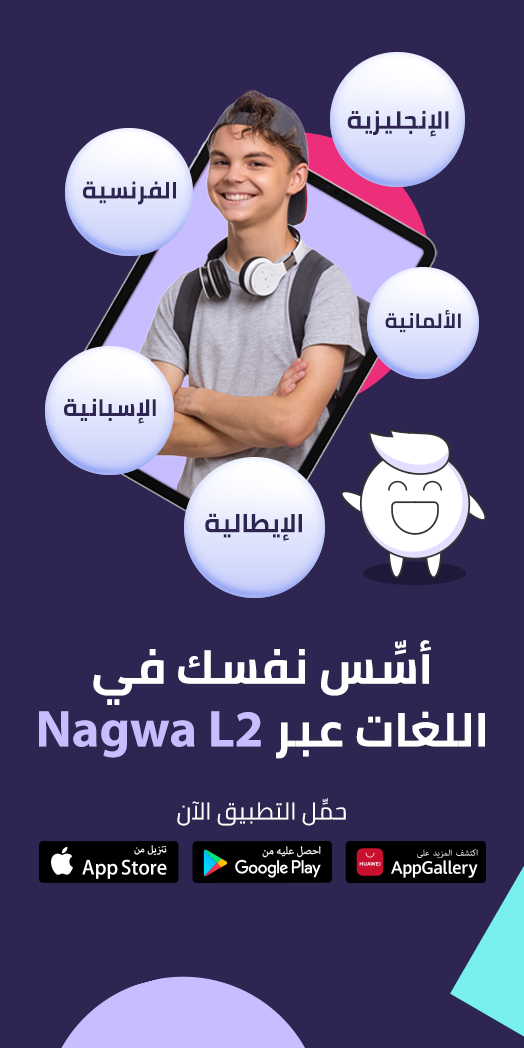 الإنجليزية
الفرنسية
الألمانية
الإسبانية
الإيطالية
أسِّس نفسك في
اللغات عبر Nagwa L2
حمِّل التطبيق الآن
اكتشف المزيد على
HUAWEI
AppGallery
احصل عليه من
Google Play
تنزيل من
App Store